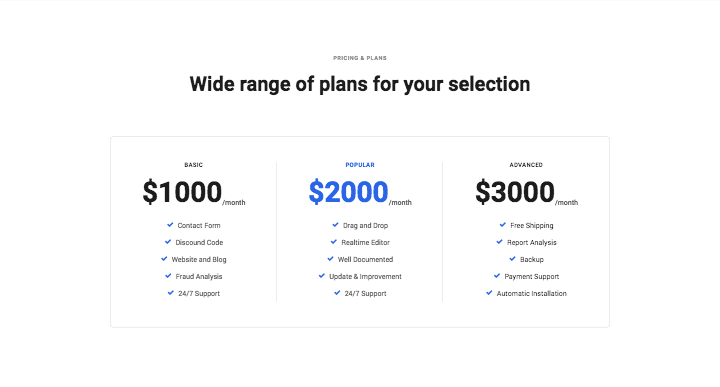 PRICING & PLANS
Wide range of plans for your selection
BASIC
$1000/month
Contact Form
Discound Code
Website and Blog
Fraud Analysis
24/7 Support
POPULAR
$2000/month
Drag and Drop
Realtime Editor
Well Documented
Update & Improvement
24/7 Support
ADVANCED
$3000/month
Free Shipping
Report Analysis
Backup
Payment Support
Automatic Installation